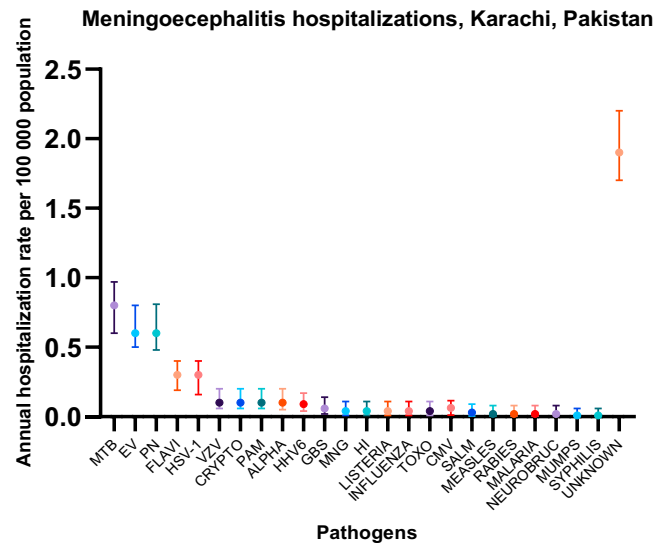 Meningoecephalitis hospitalizations, Karachi, Pakistan
Annual hospitalization rate per 100 000 population
2.5
2.0
1.5
1.0
0.5
0.0
MTB
EV
PN
FLAVI
HSV-1
VZV
CRYPTO
PAM
ALPHA
HHV6
GBS
MNG
HI
LISTERIA
INFLUENZA
TOXO
CMV
SALM
MEASLES
RABIES
MALARIA
NEUROBRUC
MUMPS
SYPHILIS
UNKNOWN
Pathogens